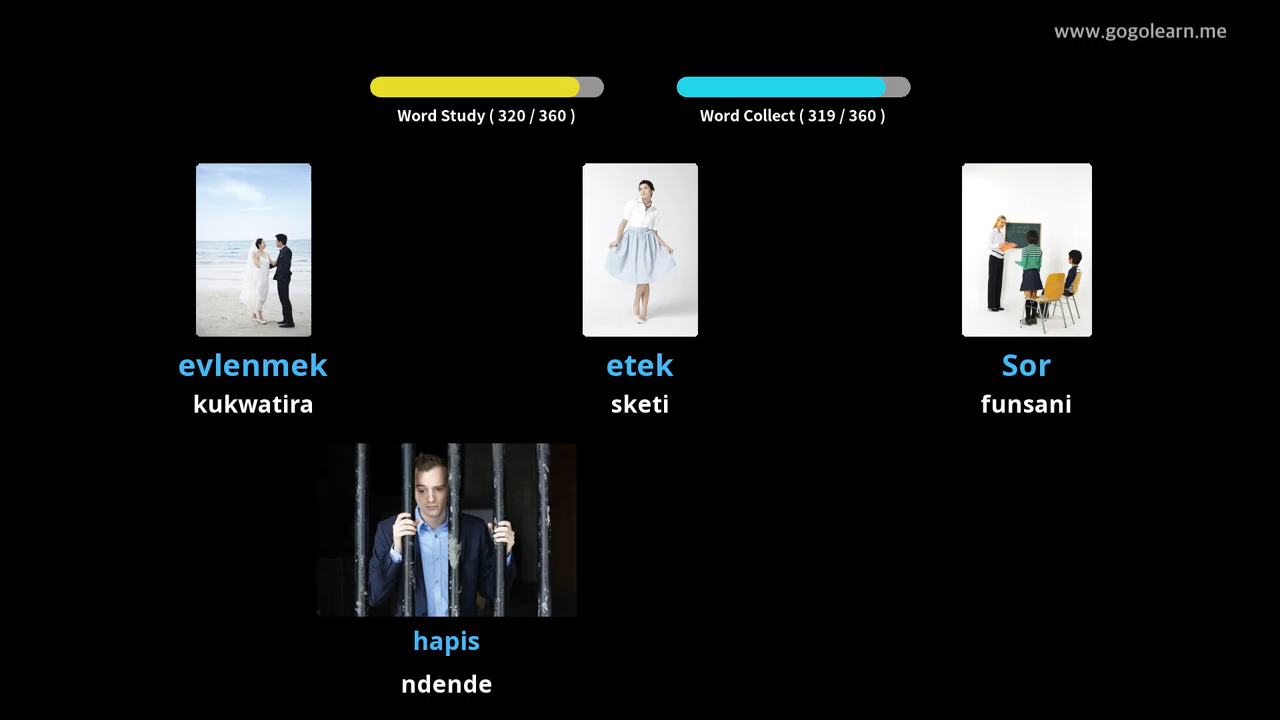 www.gogolearn.me
Word Study ( 320 / 360 )
Word Collect ( 319 / 360 )
evlenmek
kukwatira
etek
sketi
Sor
funsani
hapis
ndende